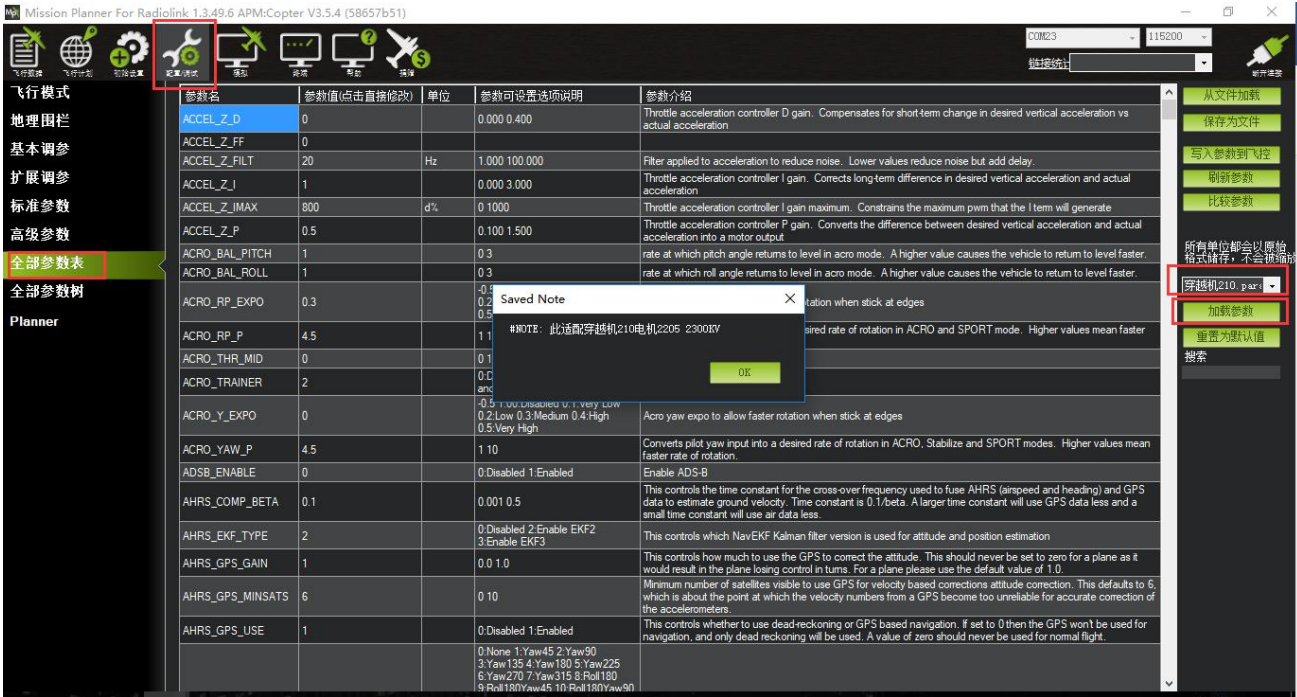 Mission Planner For Radiolink 1.3.49.6 APM:Copter V3.5.4 (58657b51)
飞行数据 飞行计划 初始设置 配置/调试 模拟 终端 帮助 捐赠
COM23 115200
链接统计
断开连接
飞行模式
地理围栏
基本调参
扩展调参
标准参数
高级参数
全部参数表
全部参数树
Planner
参数名 参数值(点击直接修改) 单位 参数可设置选项说明 参数介绍
ACCEL_Z_D 0 0.000 0.400 Throttle acceleration controller D gain. Compensates for short-term change in desired vertical acceleration vs
actual acceleration
ACCEL_Z_FF 0
ACCEL_Z_FILT 20 Hz 1.000 100.000 Filter applied to acceleration to reduce noise. Lower values reduce noise but add delay.
ACCEL_Z_I 1 0.000 3.000 Throttle acceleration controller I gain. Corrects long-term difference in desired vertical acceleration and actual
acceleration
ACCEL_Z_IMAX 800 d% 0 1000 Throttle acceleration controller I gain maximum. Constrains the maximum pwm that the I term will generate
ACCEL_Z_P 0.5 0.100 1.500 Throttle acceleration controller P gain. Converts the difference between desired vertical acceleration and actual
acceleration into a motor output
ACRO_BAL_PITCH 1 0 3 rate at which pitch angle returns to level in acro mode. A higher value causes the vehicle to return to level faster.
ACRO_BAL_ROLL 1 0 3 rate at which roll angle returns to level in acro mode. A higher value causes the vehicle to return to level faster.
ACRO_RP_EXPO 0.3 tation when stick at edges
ACRO_RP_P 4.5 sired rate of rotation in ACRO and SPORT mode. Higher values mean faster
ACRO_THR_MID 0
ACRO_TRAINER 2
Saved Note
#NOTE: 此适配穿越机210电机2205 2300KV
OK
ACRO_Y_EXPO 0 -0.5 1.00:Disabled 0.1:Very Low
0.2:Low 0.3:Medium 0.4:High
0.5:Very High Acro yaw expo to allow faster rotation when stick at edges
ACRO_YAW_P 4.5 1 10 Converts pilot yaw input into a desired rate of rotation in ACRO, Stabilize and SPORT modes. Higher values mean
faster rate of rotation.
ADSB_ENABLE 0 0:Disabled 1:Enabled Enable ADS-B
AHRS_COMP_BETA 0.1 0.001 0.5 This controls the time constant for the cross-over frequency used to fuse AHRS (airspeed and heading) and GPS
data to estimate ground velocity. Time constant is 0.1/beta. A larger time constant will use GPS data less and a
small time constant will use air data less.
AHRS_EKF_TYPE 2 0:Disabled 2:Enable EKF2
3:Enable EKF3 This controls which NavEKF Kalman filter version is used for attitude and position estimation
AHRS_GPS_GAIN 1 0.0 1.0 This controls how much to use the GPS to correct the attitude. This should never be set to zero for a plane as it
would result in the plane losing control in turns. For a plane please use the default value of 1.0.
AHRS_GPS_MINSATS 6 0 10 Minimum number of satellites visible to use GPS for velocity based corrections attitude correction. This defaults to 6,
which is about the point at which the velocity numbers from a GPS become too unreliable for accurate correction of
the accelerometers.
AHRS_GPS_USE 1 0:Disabled 1:Enabled This controls whether to use dead-reckoning or GPS based navigation. If set to 0 then the GPS won't be used for
navigation, and only dead reckoning will be used. A value of zero should never be used for normal flight.
0:None 1:Yaw45 2:Yaw90
3:Yaw135 4:Yaw180 5:Yaw225
6:Yaw270 7:Yaw315 8:Roll180
9:Roll180Yaw45 10:Roll180Yaw90
从文件加载
保存为文件
写入参数到飞控
刷新参数
比较参数
所有单位都会以原始
格式储存，不会被缩放
穿越机210.para
加载参数
重置为默认值
搜索